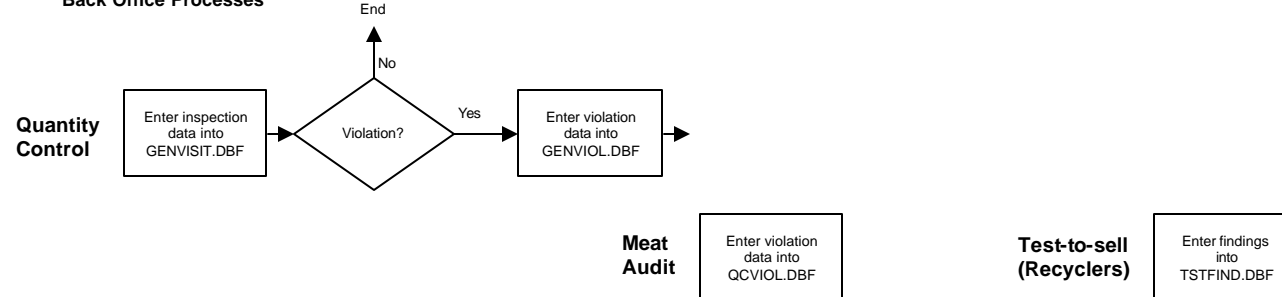 Back Office Processes
End
No
Quantity
Control
Enter inspection
data into
GENVISIT.DBF
Violation?
Yes
Enter violation
data into
GENVIOL.DBF
Meat
Audit
Enter violation
data into
QCVIOL.DBF
Test-to-sell
(Recyclers)
Enter findings
into
TSTFIND.DBF